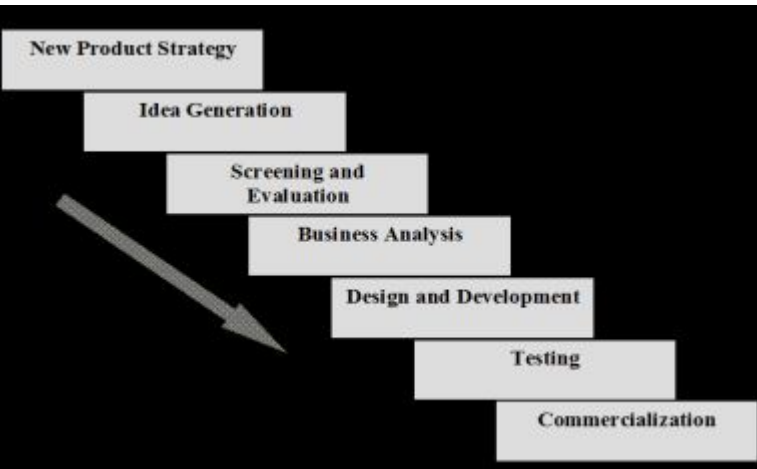 New Product Strategy
Idea Generation
Screening and
Evaluation
Business Analysis
Design and Development
Testing
Commercialization